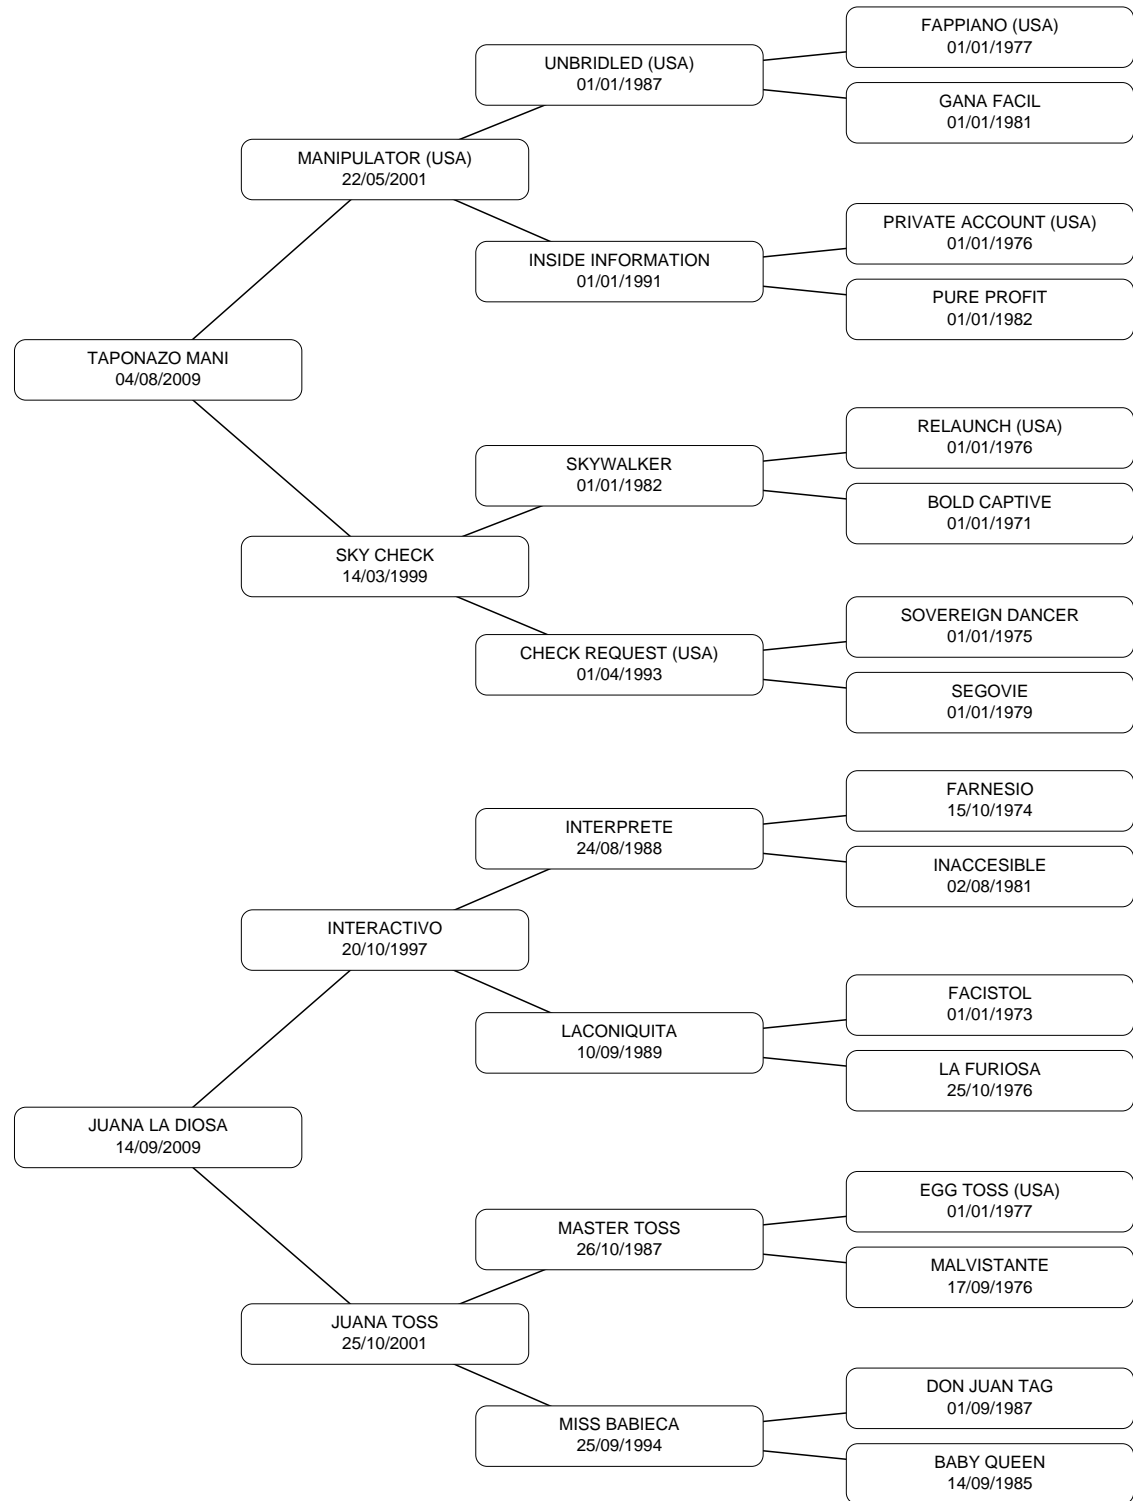 FAPPIANO (USA)
01/01/1977
UNBRIDLED (USA)
01/01/1987
GANA FACIL
01/01/1981
MANIPULATOR (USA)
22/05/2001
PRIVATE ACCOUNT (USA)
01/01/1976
INSIDE INFORMATION
01/01/1991
PURE PROFIT
01/01/1982
TAPONAZO MANI
04/08/2009
RELAUNCH (USA)
01/01/1976
SKYWALKER
01/01/1982
BOLD CAPTIVE
01/01/1971
SKY CHECK
14/03/1999
SOVEREIGN DANCER
01/01/1975
CHECK REQUEST (USA)
01/04/1993
SEGOVIE
01/01/1979
FARNESIO
15/10/1974
INTERPRETE
24/08/1988
INACCESIBLE
02/08/1981
INTERACTIVO
20/10/1997
FACISTOL
01/01/1973
LACONIQUITA
10/09/1989
LA FURIOSA
25/10/1976
JUANA LA DIOSA
14/09/2009
EGG TOSS (USA)
01/01/1977
MASTER TOSS
26/10/1987
MALVISTANTE
17/09/1976
JUANA TOSS
25/10/2001
DON JUAN TAG
01/09/1987
MISS BABIECA
25/09/1994
BABY QUEEN
14/09/1985